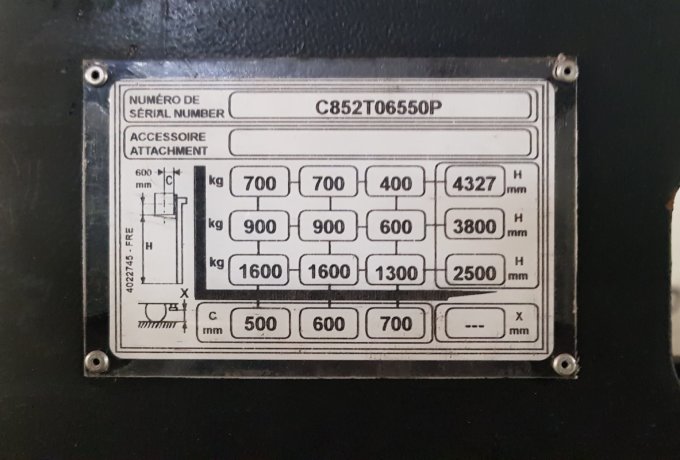 NUMÉRO DE
SÉRIAL NUMBER
C852T06550P
ACCESSOIRE
ATTACHMENT
600
mm
C
H
X
4022745 - FRE
kg 700 700 400 4327 H mm
kg 900 900 600 3800 H mm
kg 1600 1600 1300 2500 H mm
C mm 500 600 700 --- X mm